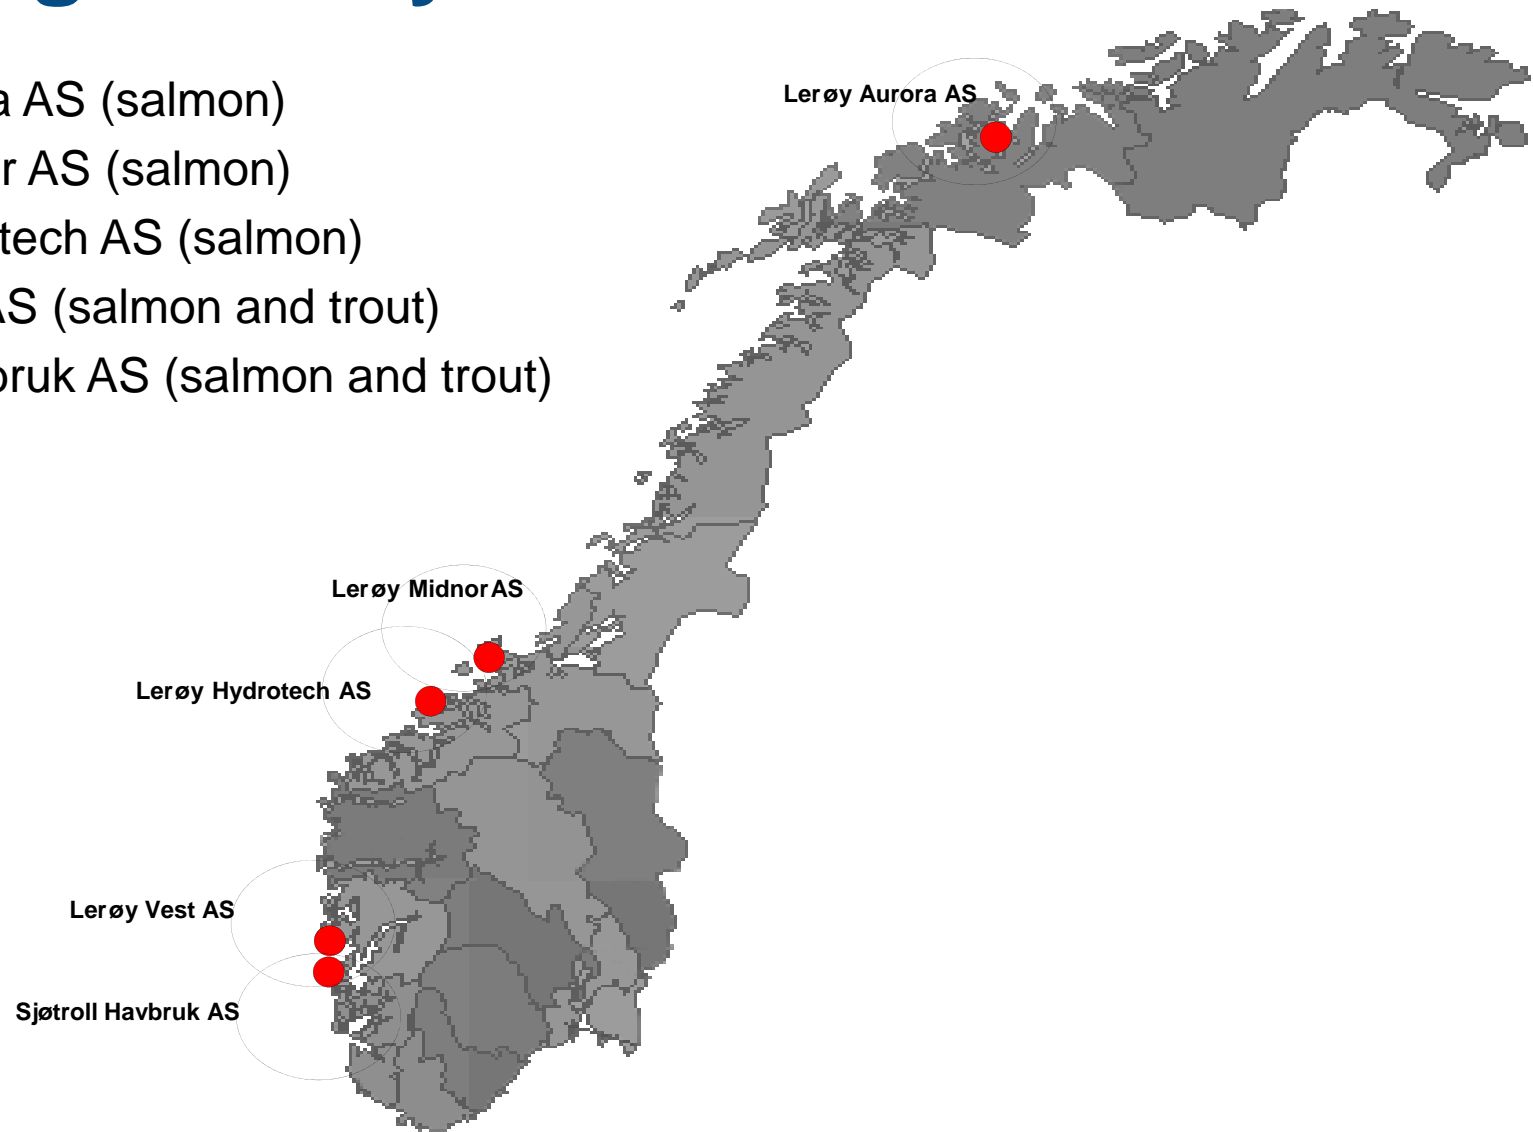 a AS (salmon)
r AS (salmon)
tech AS (salmon)
AS (salmon and trout)
bruk AS (salmon and trout)
Lerøy Aurora AS
Lerøy Midnor AS
Lerøy Hydrotech AS
Lerøy Vest AS
Sjøtroll Havbruk AS